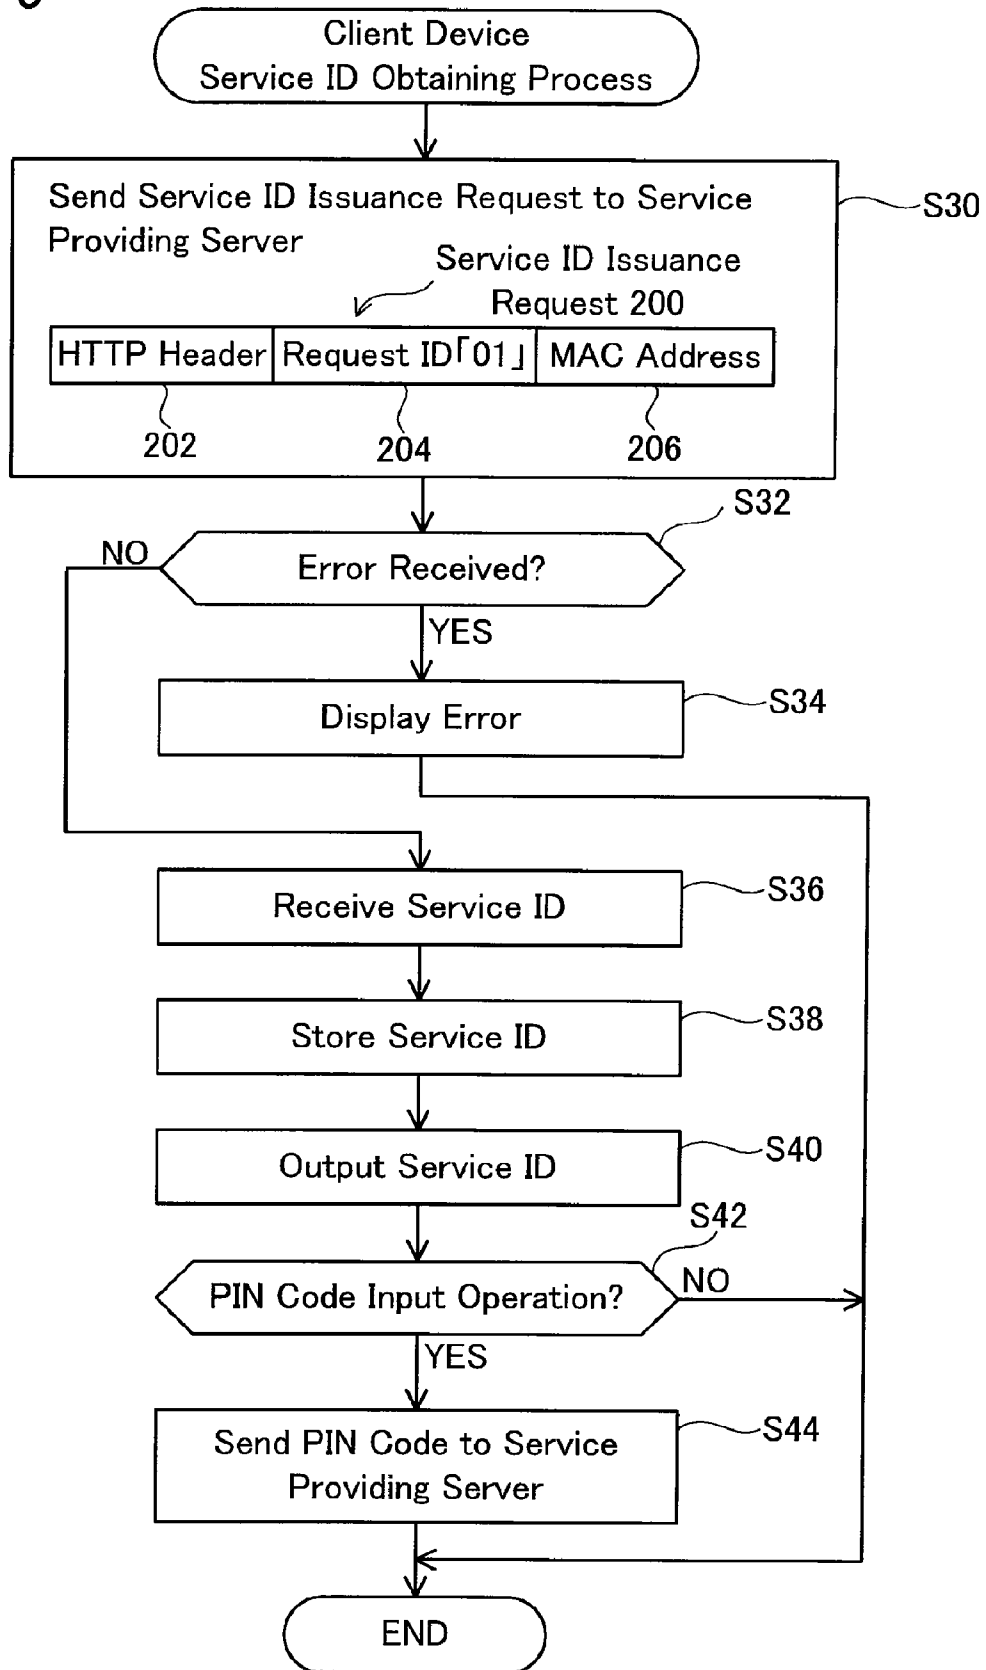 Client Device
Service ID Obtaining Process
Send Service ID Issuance Request to Service
Providing Server
S30
Service ID Issuance
Request 200
HTTP Header
Request ID「01」
MAC Address
202
204
206
S32
NO
Error Received?
YES
Display Error
S34
Receive Service ID
S36
Store Service ID
S38
Output Service ID
S40
S42
PIN Code Input Operation?
NO
YES
Send PIN Code to Service
Providing Server
S44
END